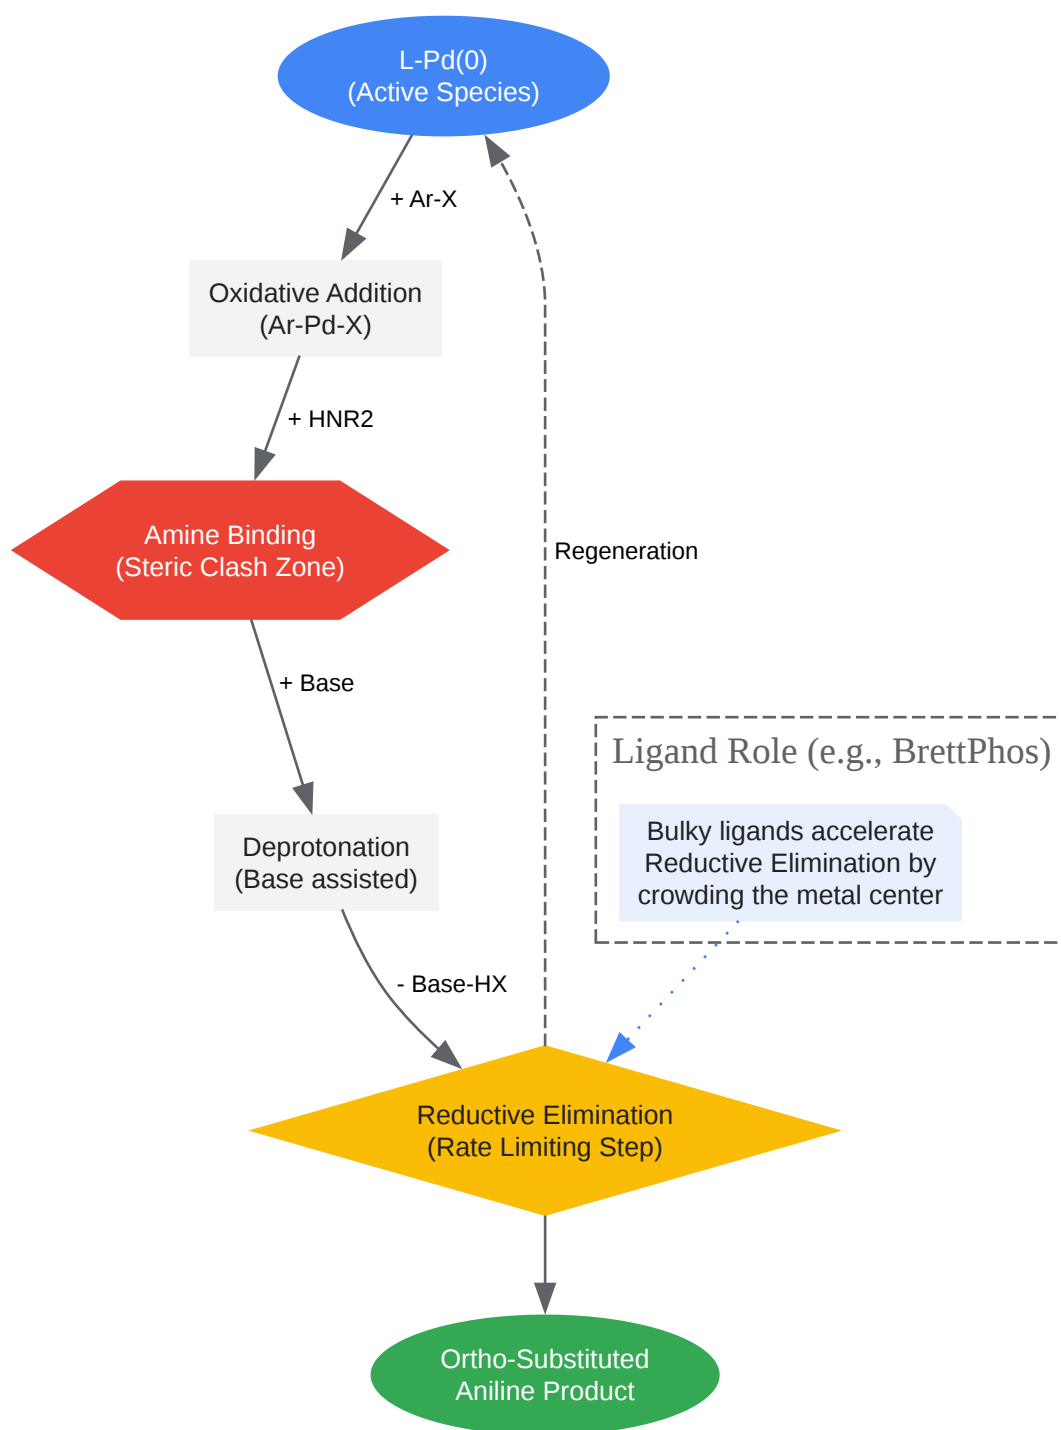 L-Pd(0)
(Active Species)
+ Ar-X
Oxidative Addition
(Ar-Pd-X)
+ HNR2
Amine Binding
(Steric Clash Zone)
Regeneration
+ Base
Ligand Role (e.g., BrettPhos)
Bulky ligands accelerate
Reductive Elimination by
crowding the metal center
Deprotonation
(Base assisted)
- Base-HX
Reductive Elimination
(Rate Limiting Step)
Ortho-Substituted
Aniline Product